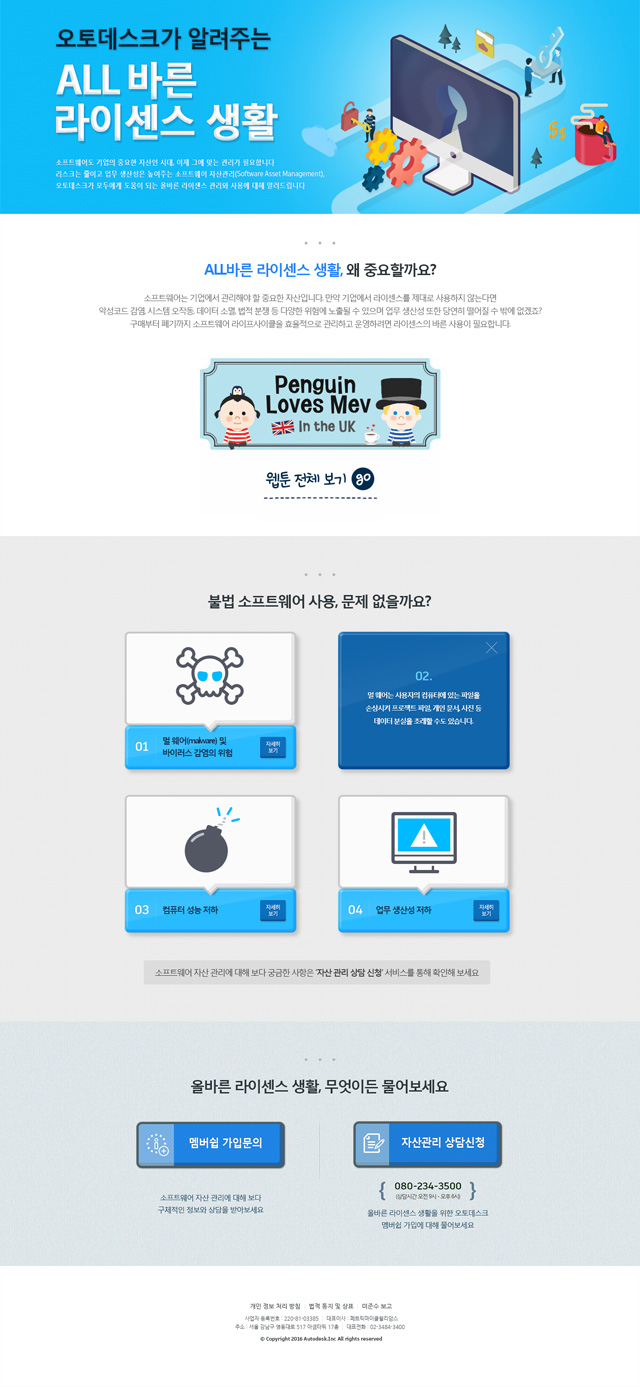 오토데스크가 알려주는
ALL 바른
라이센스 생활
소프트웨어도 기업의 중요한 자산인 시대, 이제 그에 맞는 관리가 필요합니다
리스크는 줄이고 업무 생산성은 높여주는 소프트웨어 자산관리(Software Asset Management),
오토데스크가 모두에게 도움이 되는 올바른 라이센스 관리와 사용에 대해 알려드립니다
ALL바른 라이센스 생활, 왜 중요할까요?
소프트웨어는 기업에서 관리해야 할 중요한 자산입니다. 만약 기업에서 라이센스를 제대로 사용하지 않는다면
악성코드 감염, 시스템 오작동, 데이터 소멸, 법적 분쟁 등 다양한 위험에 노출될 수 있으며 업무 생산성 또한 당연히 떨어질 수 밖에 없겠죠?
구매부터 폐기까지 소프트웨어 라이프사이클을 효율적으로 관리하고 운영하려면 라이센스의 바른 사용이 필요합니다.
Penguin
Loves Mev
In the UK
웹툰 전체 보기 go
불법 소프트웨어 사용, 문제 없을까요?
01 멀 웨어(malware) 및
바이러스 감염의 위험
자세히
보기
02.
멀 웨어는 사용자의 컴퓨터에 있는 파일을
손상시켜 프로젝트 파일, 개인 문서, 사진 등
데이터 분실을 초래할 수도 있습니다.
03 컴퓨터 성능 저하
자세히
보기
04 업무 생산성 저하
자세히
보기
소프트웨어 자산 관리에 대해 보다 궁금한 사항은 '자산 관리 상담 신청' 서비스를 통해 확인해 보세요
올바른 라이센스 생활, 무엇이든 물어보세요
멤버쉽 가입문의
소프트웨어 자산 관리에 대해 보다
구체적인 정보와 상담을 받아보세요
자산관리 상담신청
{ 080-234-3500 }
(상담시간 오전 9시 - 오후 6시)
올바른 라이센스 생활을 위한 오토데스크
멤버쉽 가입에 대해 물어보세요
개인 정보 처리 방침 | 법적 통지 및 상표 | 미준수 보고
사업자 등록번호 : 220-81-03385 | 대표이사 : 패트릭마이클윌리암스
주소 : 서울 강남구 영동대로 517 아셈타워 17층 | 대표전화 : 02-3484-3400
© Copyright 2016 Autodesk.Inc All rights reserved